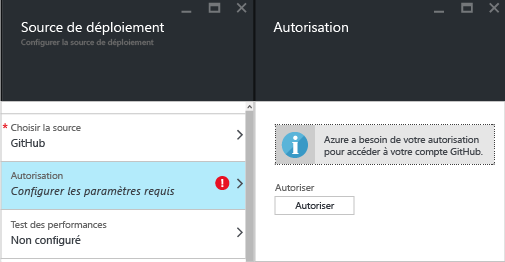 Source de déploiement
Configurer la source de déploiement
* Choisir la source
GitHub
Autorisation
Configurer les paramètres requis
Test des performances
Non configuré
Autorisation
Azure a besoin de votre autorisation
pour accéder à votre compte GitHub.
Autoriser
Autoriser